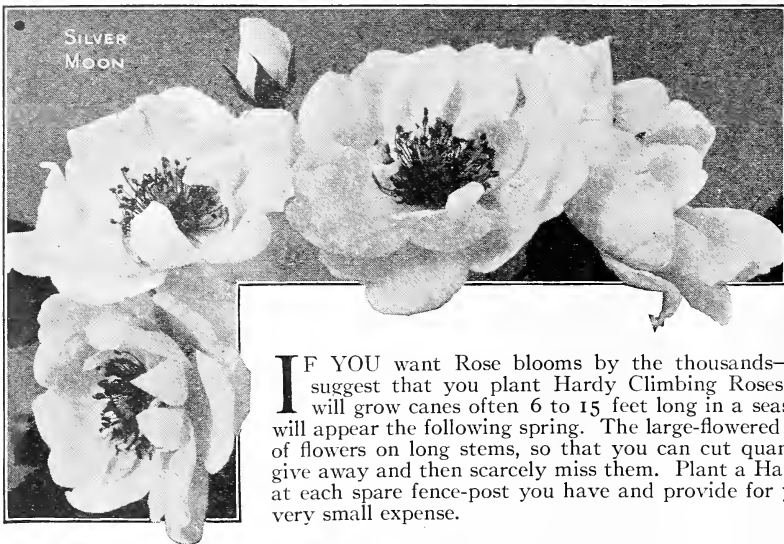 SILVER
MOON
IF YOU want Rose blooms by the thousands—
suggest that you plant Hardy Climbing Roses
will grow canes often 6 to 15 feet long in a
will appear the following spring. The large-flowered
of flowers on long stems, so that you can cut
give away and then scarcely miss them. Plant a
at each spare fence-post you have and provide for
very small expense.